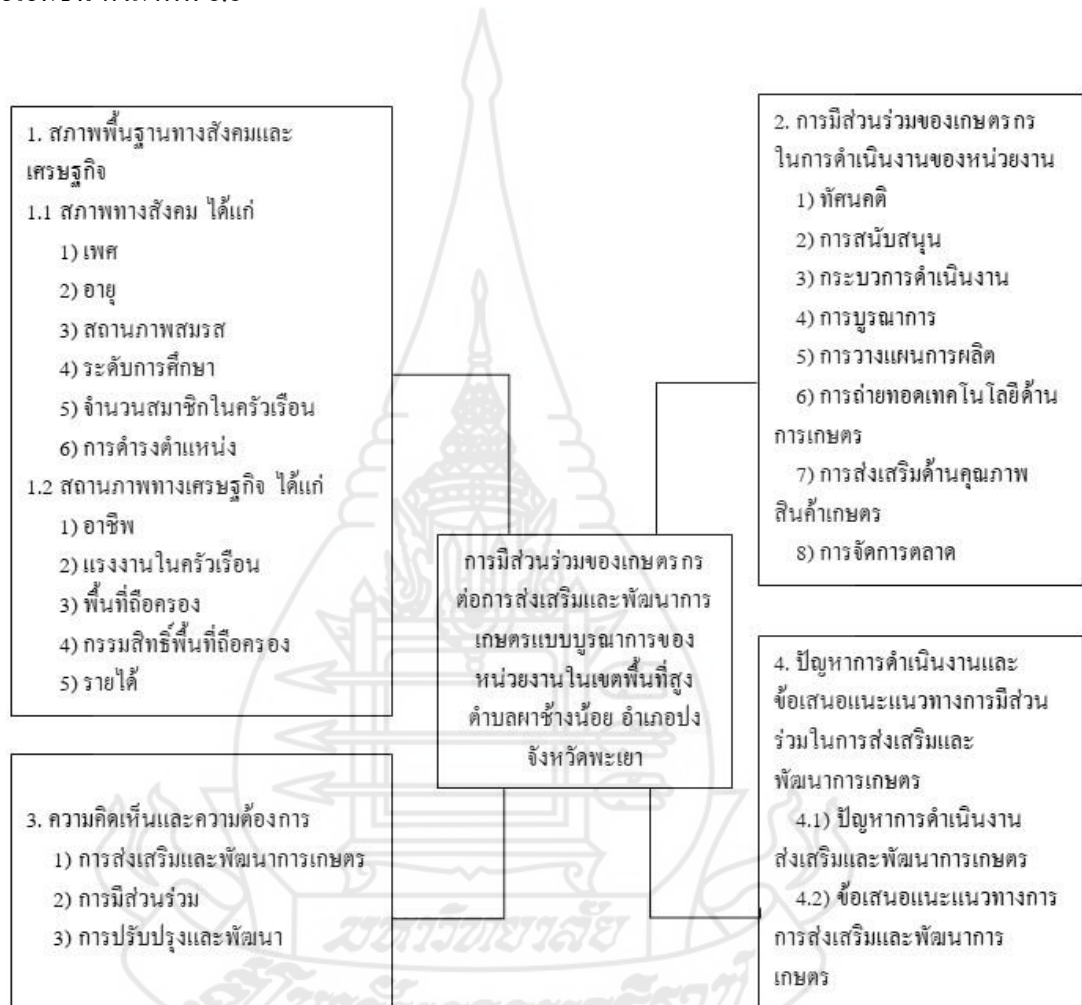 1. สภาพพื้นฐานทางสังคมและ
เศรษฐกิจ
1.1 สภาพทางสังคม ได้แก่
1) เพศ
2) อายุ
3) สถานภาพสมรส
4) ระดับการศึกษา
5) จำนวนสมาชิกในครัวเรือน
6) การดำรงตำแหน่ง
1.2 สถานภาพทางเศรษฐกิจ ได้แก่
1) อาชีพ
2) แรงงานในครัวเรือน
3) พื้นที่ถือครอง
4) กรรมสิทธิ์พื้นที่ถือครอง
5) รายได้
2. การมีส่วนร่วมของเกษตรกร
ในการดำเนินงานของหน่วยงาน
1) ทัศนคติ
2) การสนับสนุน
3) กระบวการดำเนินงาน
4) การบูรณาการ
5) การวางแผนการผลิต
6) การถ่ายทอดเทคโนโลยีด้าน
การเกษตร
7) การส่งเสริมด้านคุณภาพ
สินค้าเกษตร
8) การจัดการตลาด
การมีส่วนร่วมของเกษตรกร
ต่อการส่งเสริมและพัฒนาการ
เกษตรแบบบูรณาการของ
หน่วยงานในเขตพื้นที่สูง
ตำบลผาช้างน้อย อำเภอปง
จังหวัดพะเยา
3. ความคิดเห็นและความต้องการ
1) การส่งเสริมและพัฒนาการเกษตร
2) การมีส่วนร่วม
3) การปรับปรุงและพัฒนา
4. ปัญหาการดำเนินงานและ
ข้อเสนอแนะแนวทางการมีส่วน
ร่วมในการส่งเสริมและ
พัฒนาการเกษตร
4.1) ปัญหาการดำเนินงาน
ส่งเสริมและพัฒนาการเกษตร
4.2) ข้อเสนอแนะแนวทางการ
การส่งเสริมและพัฒนาการ
เกษตร
มหาวิทยาลัย